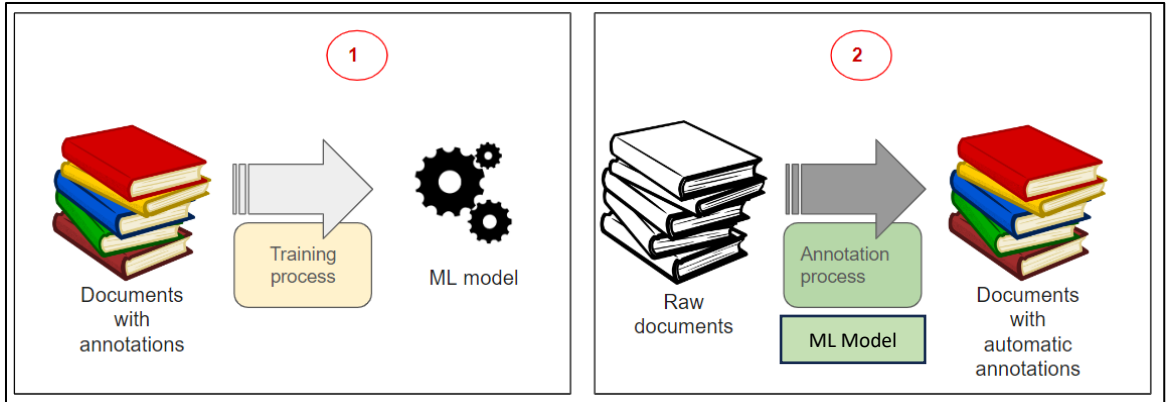 1
Documents
with
annotations
Training
process
ML model
2
Raw
documents
Annotation
process
ML Model
Documents
with
automatic
annotations